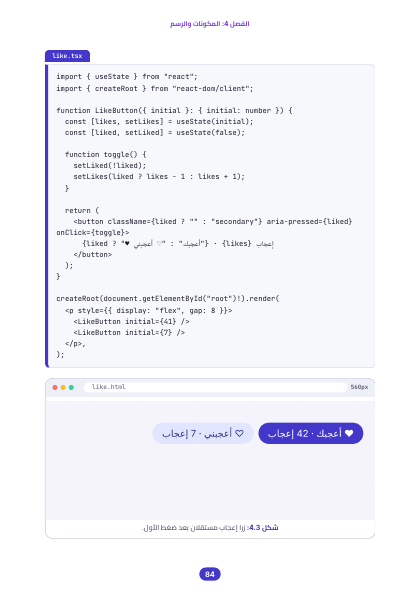 الفصل 4: المكونات والرسم
like.tsx
import { useState } from "react";
import { createRoot } from "react-dom/client";
function LikeButton({ initial }: { initial: number }) {
const [likes, setLikes] = useState(initial);
const [liked, setLiked] = useState(false);
function toggle() {
setLiked(!liked);
setLikes(liked ? likes - 1 : likes + 1);
}
return (
<button className={liked ? "" : "secondary"} aria-pressed={liked}
onClick={toggle}>
{liked ? "♥ أعجبك" : "♡ أعجبني"} · {likes} إعجاب
</button>
);
}
createRoot(document.getElementById("root")!).render(
<p style={{ display: "flex", gap: 8 }}>
<LikeButton initial={41} />
<LikeButton initial={7} />
</p>,
);
like.html
560px
♥ أعجبك · 42 إعجاب
♡ أعجبني · 7 إعجاب
شكل 4.3: زرا إعجاب مستقلان بعد ضغط الأول.
84